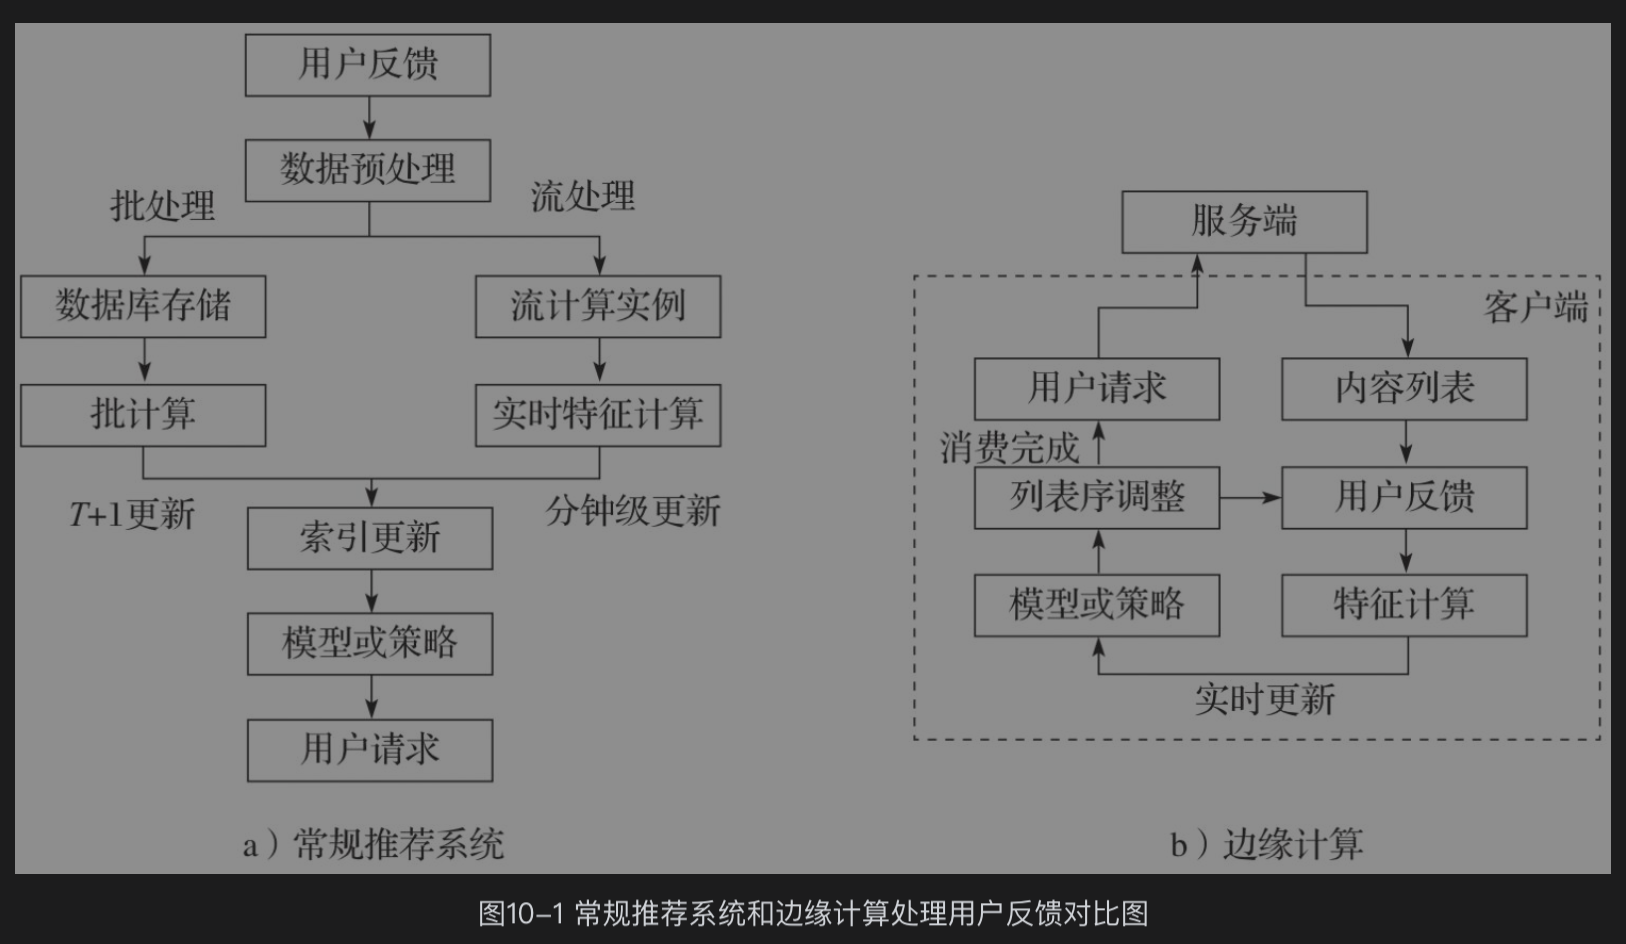 用户反馈
数据预处理
批处理
流处理
数据库存储
流计算实例
批计算
实时特征计算
T+1更新
分钟级更新
索引更新
模型或策略
用户请求
a）常规推荐系统
服务端
客户端
用户请求
内容列表
消费完成
列表序调整
用户反馈
模型或策略
特征计算
实时更新
b）边缘计算
图10-1 常规推荐系统和边缘计算处理用户反馈对比图